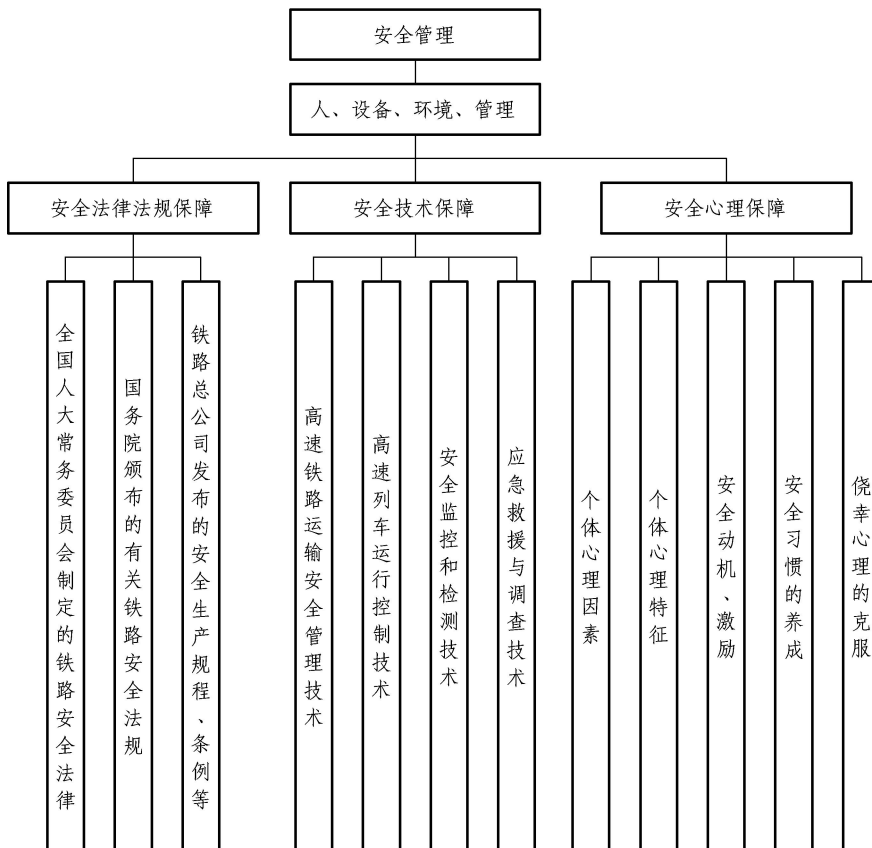 安全管理
人、设备、环境、管理
安全法律法规保障
安全技术保障
安全心理保障
全国人大常务委员会制定的铁路安全法律
国务院颁布的有关铁路安全法规
铁路总公司发布的安全生产规程、条例等
高速铁路运输安全管理技术
高速列车运行控制技术
安全监控和检测技术
应急救援与调查技术
个体心理因素
个体心理特征
安全动机、激励
安全习惯的养成
侥幸心理的克服